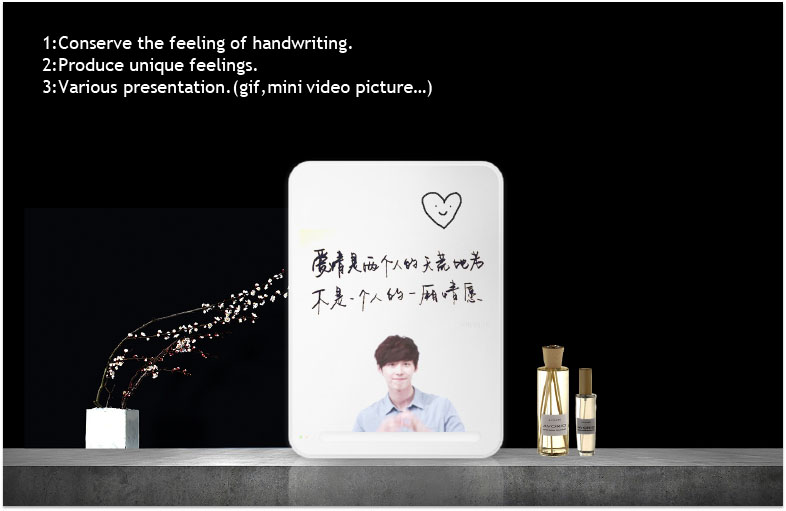 1:Conserve the feeling of handwriting.
2:Produce unique feelings.
3:Various presentation.(gif,mini video picture…)
爱情是两个人的天荒地老
不是一个人的一厢情愿